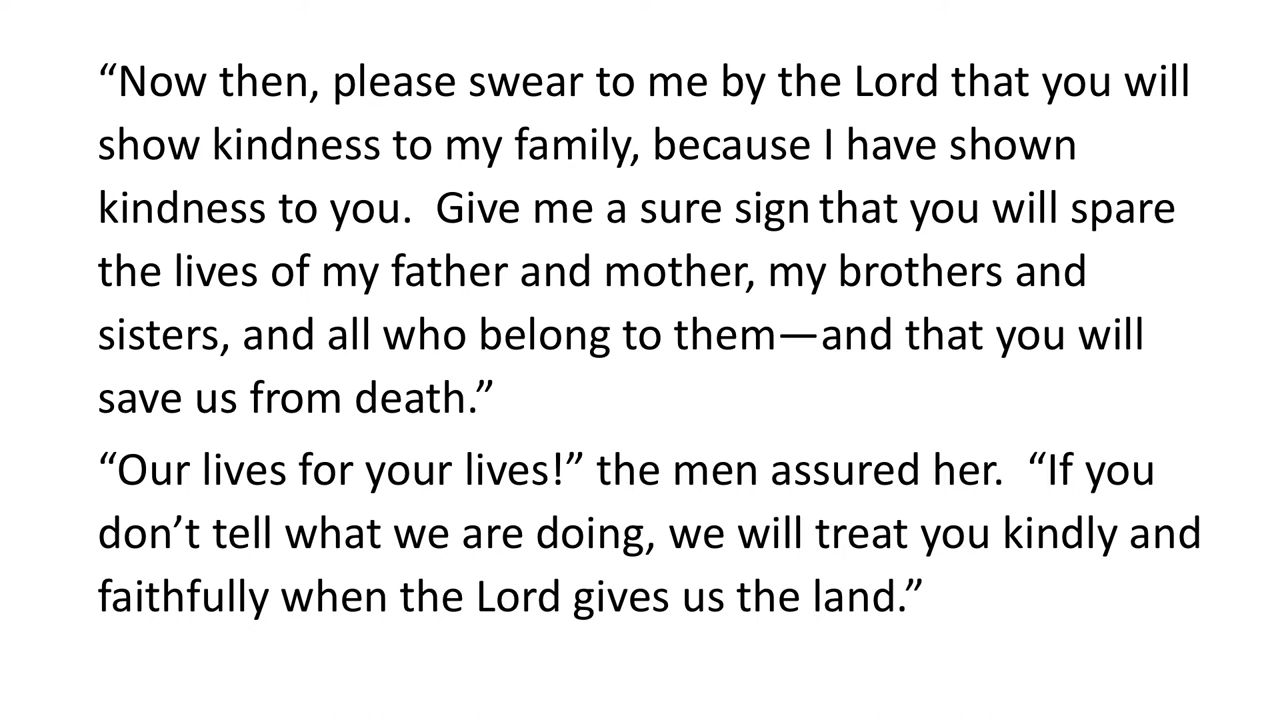 “Now then, please swear to me by the Lord that you will
show kindness to my family, because I have shown
kindness to you.  Give me a sure sign that you will spare
the lives of my father and mother, my brothers and
sisters, and all who belong to them—and that you will
save us from death.”
“Our lives for your lives!” the men assured her.  “If you
don’t tell what we are doing, we will treat you kindly and
faithfully when the Lord gives us the land.”